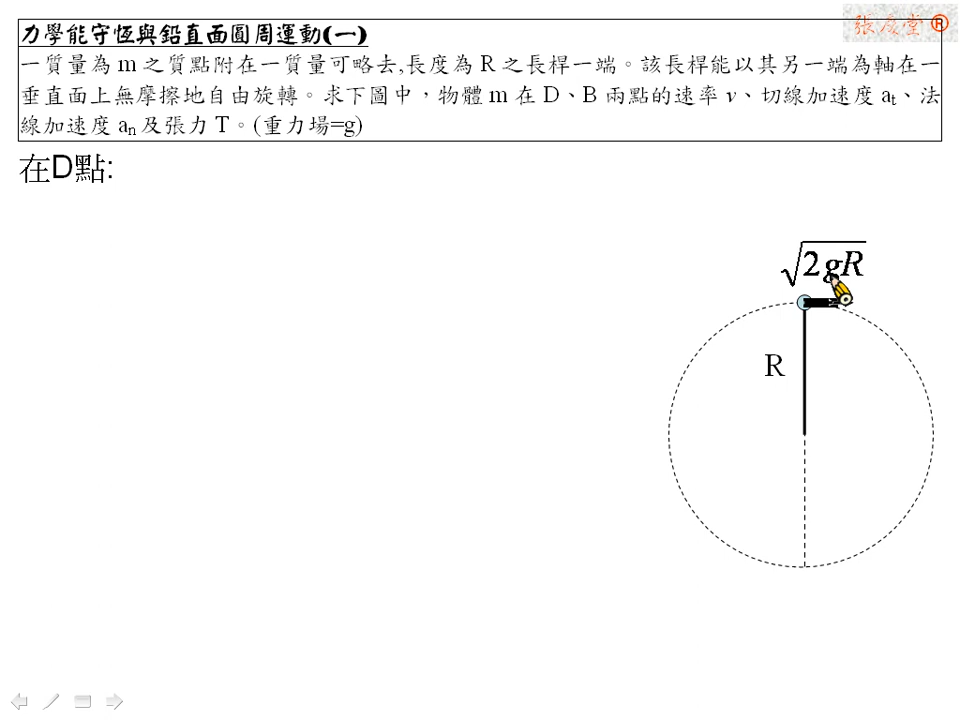 張慶堂®
力學能守恆與鉛直面圓周運動(一)
一質量為 m 之質點附在一質量可略去,長度為 R 之長桿一端。該長桿能以其另一端為軸在一
垂直面上無摩擦地自由旋轉。求下圖中，物體 m 在 D、B 兩點的速率 v、切線加速度 at、法
線加速度 an 及張力 T。(重力場=g)
在D點:
√2gR
R